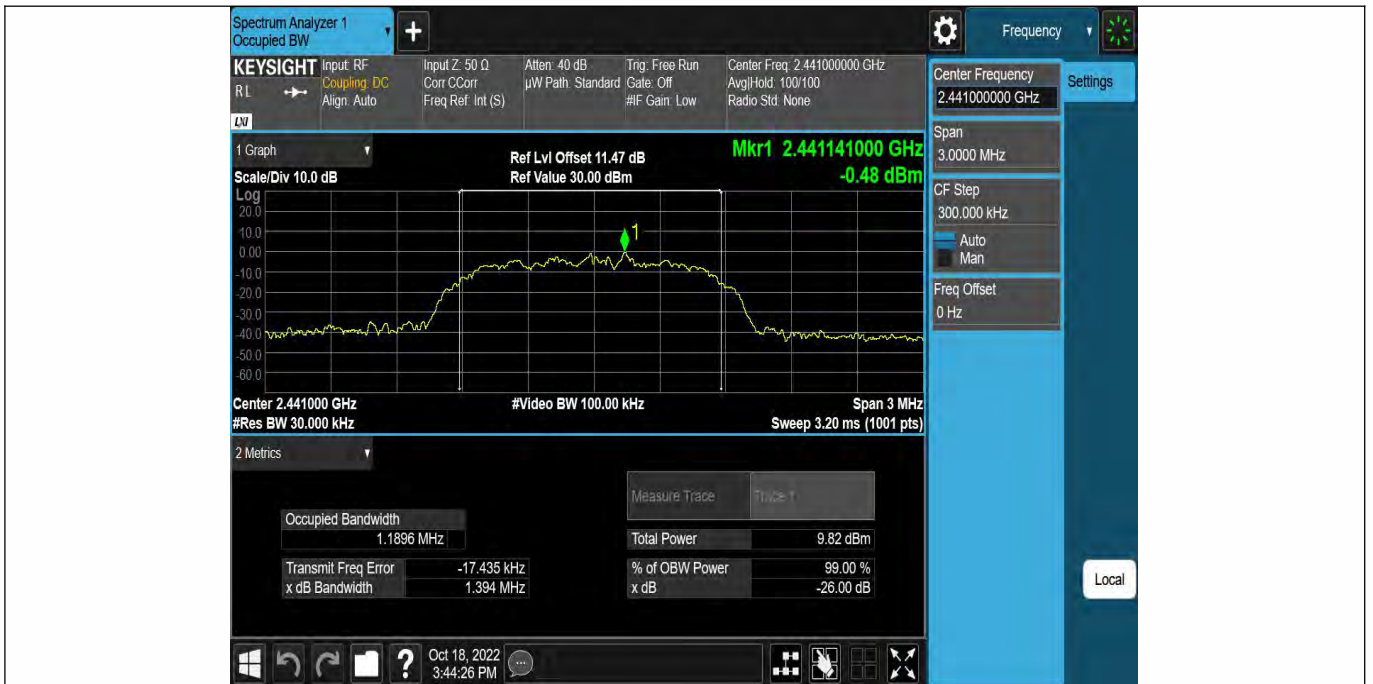 Spectrum Analyzer 1
Occupied BW
+
Frequency
KEYSIGHT
RL
LXI
Input: RF
Coupling: DC
Align: Auto
Input Z: 50 Ω
Corr CCorr
Freq Ref: Int (S)
Atten: 40 dB
µW Path: Standard
Trig: Free Run
Gate: Off
#IF Gain: Low
Center Freq: 2.441000000 GHz
Avg|Hold: 100/100
Radio Std: None
Center Frequency
2.441000000 GHz
Settings
Span
3.0000 MHz
CF Step
300.000 kHz
Auto
Man
Freq Offset
0 Hz
Local
1 Graph
Scale/Div 10.0 dB
Ref Lvl Offset 11.47 dB
Ref Value 30.00 dBm
Mkr1 2.441141000 GHz
-0.48 dBm
Log
20.0
10.0
0.00
-10.0
-20.0
-30.0
-40.0
-50.0
-60.0
1
Center 2.441000 GHz
#Video BW 100.00 kHz
Span 3 MHz
#Res BW 30.000 kHz
Sweep 3.20 ms (1001 pts)
2 Metrics
Measure Trace
Trace 1
Occupied Bandwidth
1.1896 MHz
Total Power
9.82 dBm
Transmit Freq Error
-17.435 kHz
% of OBW Power
99.00 %
x dB Bandwidth
1.394 MHz
x dB
-26.00 dB
?
Oct 18, 2022
3:44:26 PM